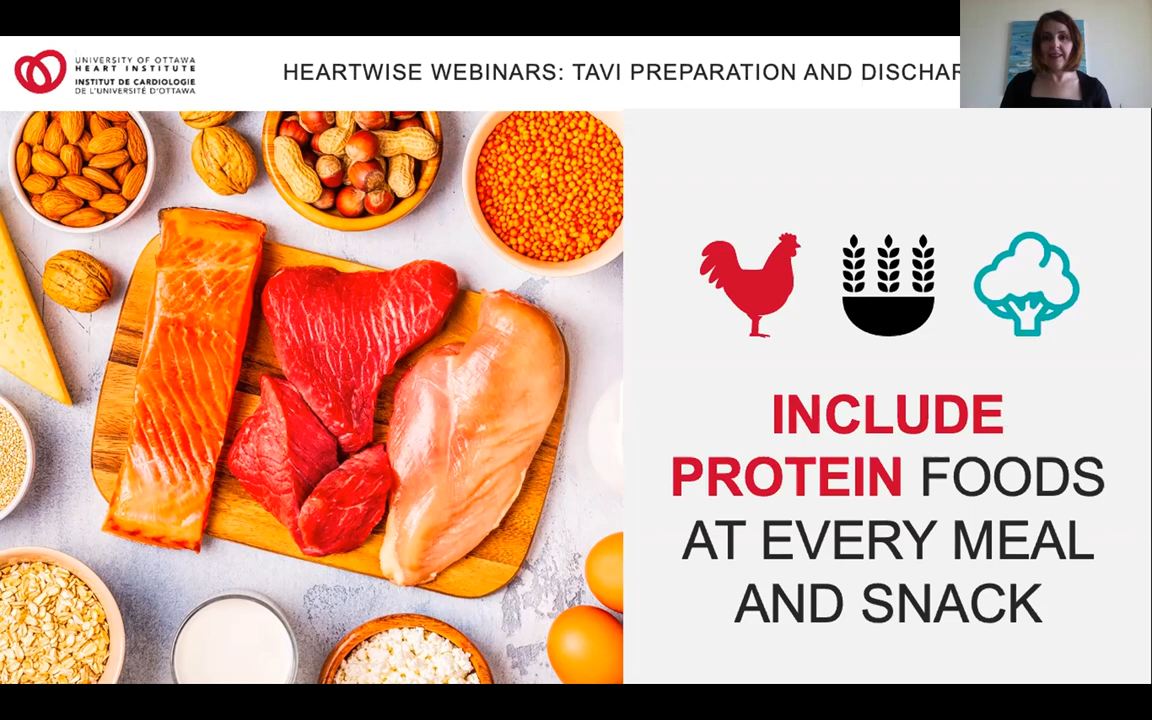 UNIVERSITY OF OTTAWA
HEART INSTITUTE
INSTITUT DE CARDIOLOGIE
DE L'UNIVERSITÉ D'OTTAWA
HEARTWISE WEBINARS: TAVI PREPARATION AND DISCHAR
INCLUDE
PROTEIN FOODS
AT EVERY MEAL
AND SNACK